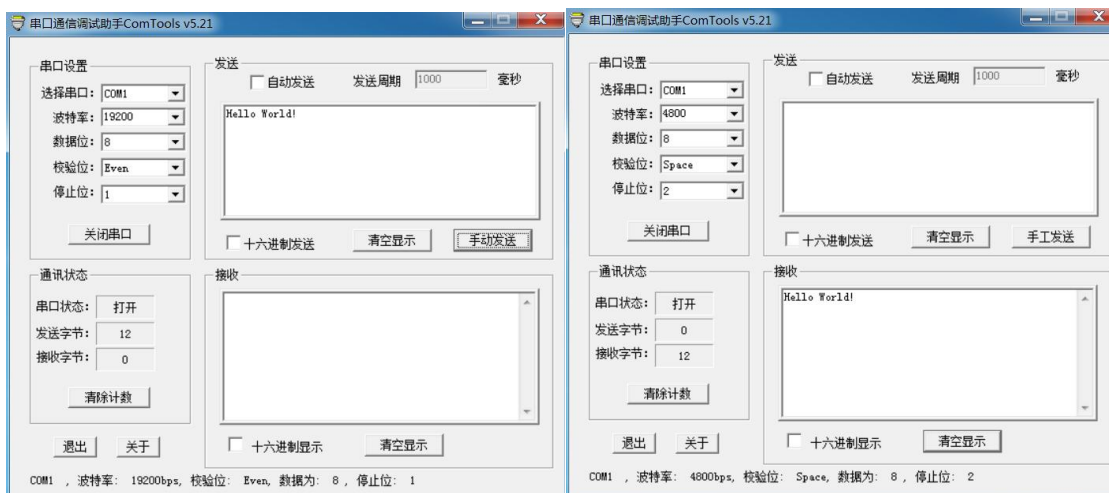 串口通信调试助手ComTools v5.21
串口设置
选择串口: COM1
波特率: 19200
数据位: 8
校验位: Even
停止位: 1
关闭串口
发送
自动发送 发送周期 1000 毫秒
Hello World!
十六进制发送 清空显示 手动发送
通讯状态
串口状态: 打开
发送字节: 12
接收字节: 0
清除计数
接收
退出 关于
十六进制显示 清空显示
COM1 , 波特率: 19200bps, 校验位: Even, 数据为: 8 , 停止位: 1
串口通信调试助手ComTools v5.21
串口设置
选择串口: COM1
波特率: 4800
数据位: 8
校验位: Space
停止位: 2
关闭串口
发送
自动发送 发送周期 1000 毫秒
十六进制发送 清空显示 手工发送
通讯状态
串口状态: 打开
发送字节: 0
接收字节: 12
清除计数
接收
Hello World!
退出 关于
十六进制显示 清空显示
COM1 , 波特率: 4800bps, 校验位: Space, 数据为: 8 , 停止位: 2